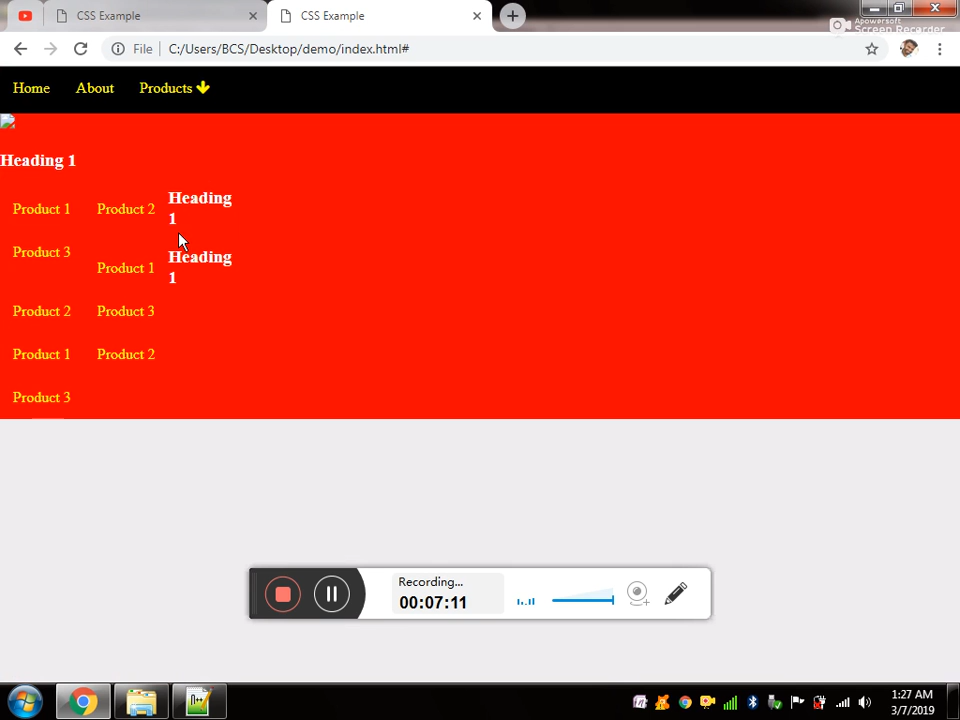 CSS Example
CSS Example
Apowersoft
Screen Recorder
File
C:/Users/BCS/Desktop/demo/index.html#
Home About Products
Heading 1
Product 1 Product 2 Heading
1
Product 3
Product 1 Heading
1
Product 2 Product 3
Product 1 Product 2
Product 3
Recording...
00:07:11
1:27 AM
3/7/2019